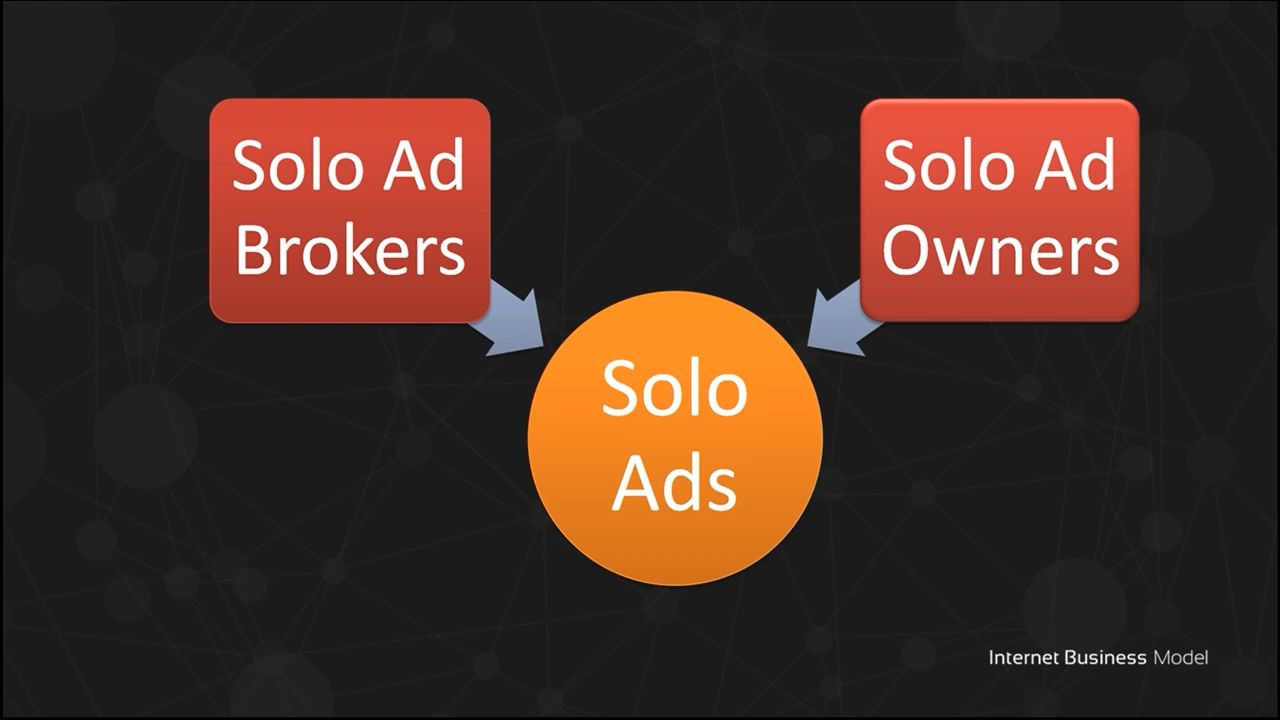 Solo Ad
Brokers
Solo Ad
Owners
Solo
Ads
Internet Business Model